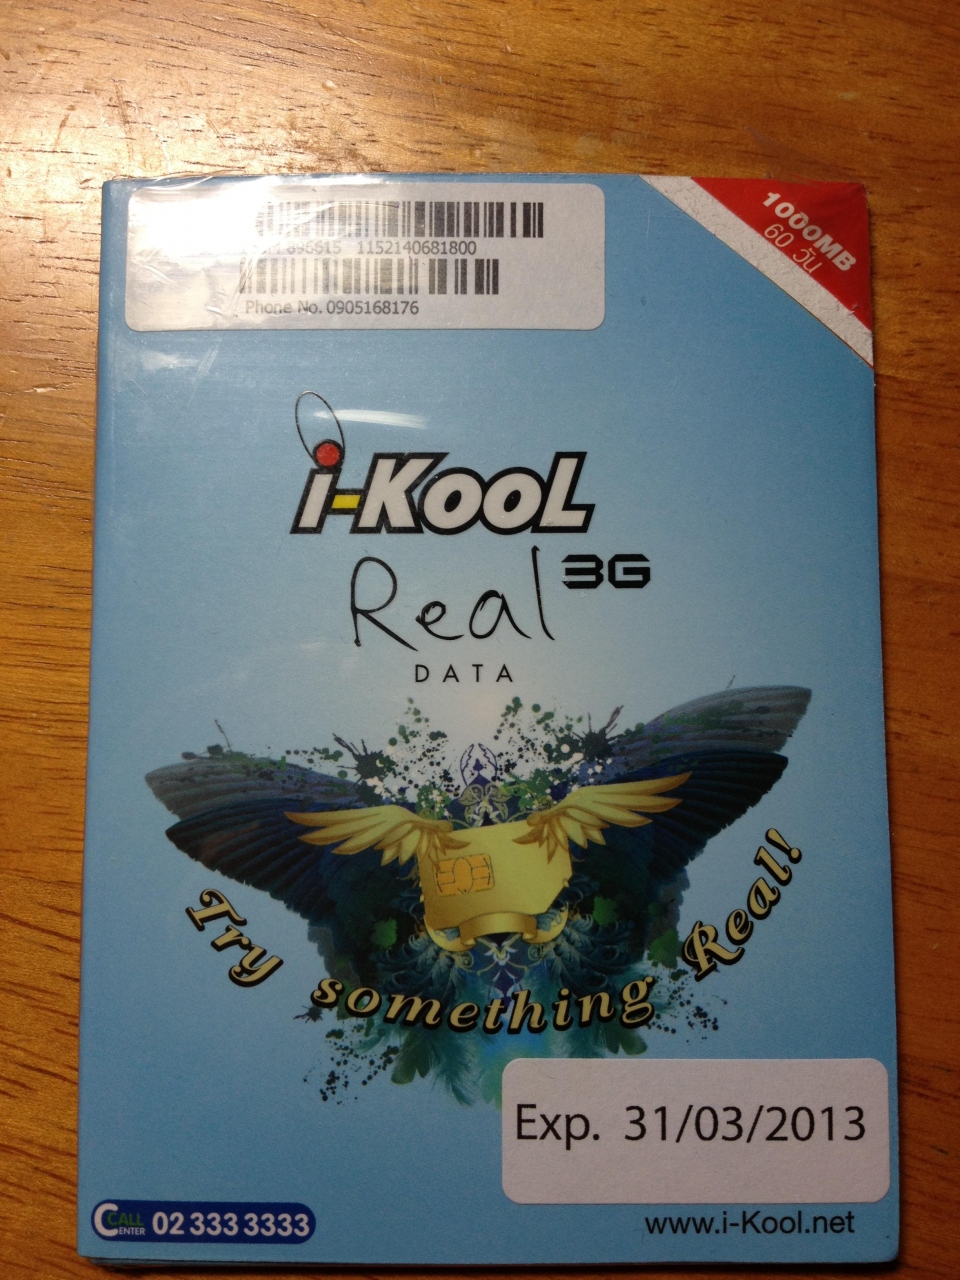 1000MB
60 วัน
896615 1152140681800
Phone No. 0905168176
i-KooL
Real 3G
DATA
Try something Real!
Exp. 31/03/2013
CALL CENTER 02 333 3333
www.i-Kool.net